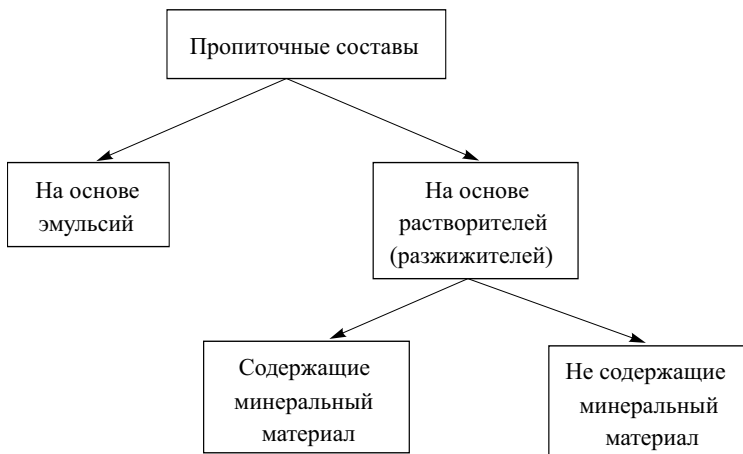 Пропиточные составы
На основе
эмульсий
На основе
растворителей
(разжижителей)
Содержащие
минеральный
материал
Не содержащие
минеральный
материал